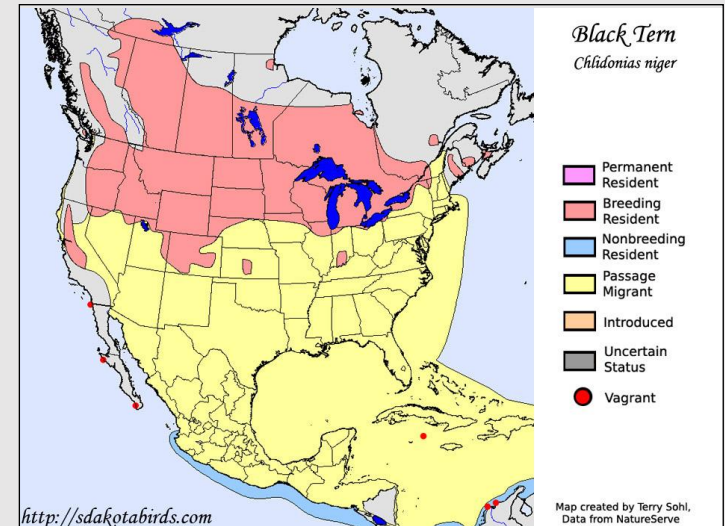 Black Tern
Chlidonias niger
Permanent
Resident
Breeding
Resident
Nonbreeding
Resident
Passage
Migrant
Introduced
Uncertain
Status
Vagrant
http://sdakotabirds.com
Map created by Terry Sohl,
Data from NatureServe